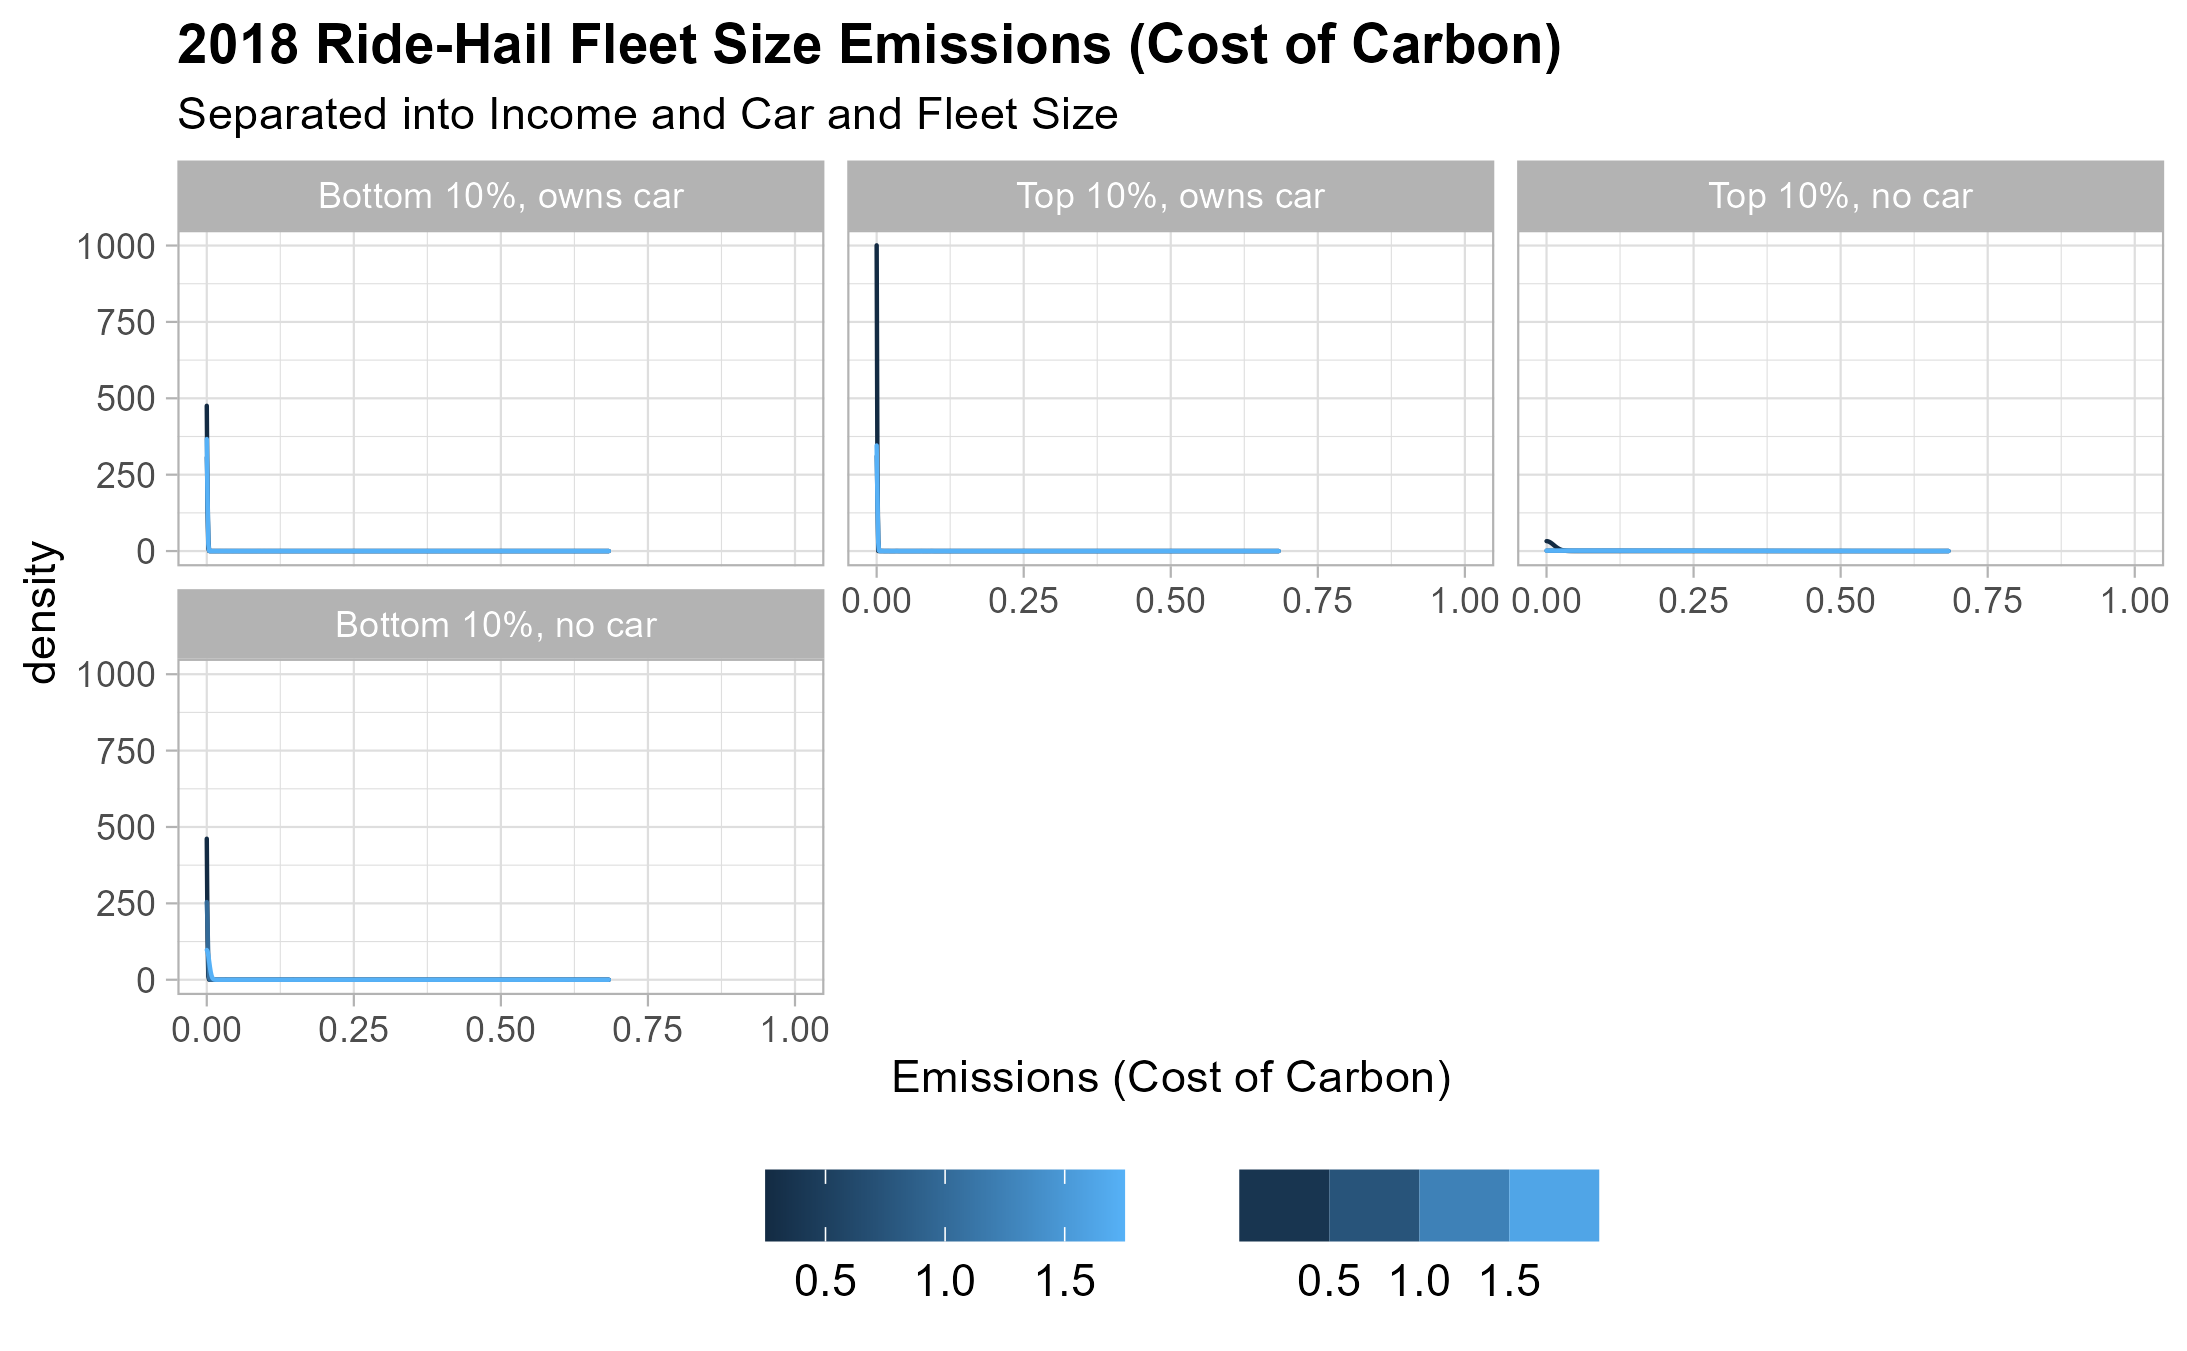 2018 Ride-Hail Fleet Size Emissions (Cost of Carbon)
Separated into Income and Car and Fleet Size
Bottom 10%, owns car
Top 10%, owns car
Top 10%, no car
1000
750
500
250
0
0.00 0.25 0.50 0.75 1.00
0.00 0.25 0.50 0.75 1.00
density
Bottom 10%, no car
1000
750
500
250
0
0.00 0.25 0.50 0.75 1.00
Emissions (Cost of Carbon)
0.5 1.0 1.5
0.5 1.0 1.5